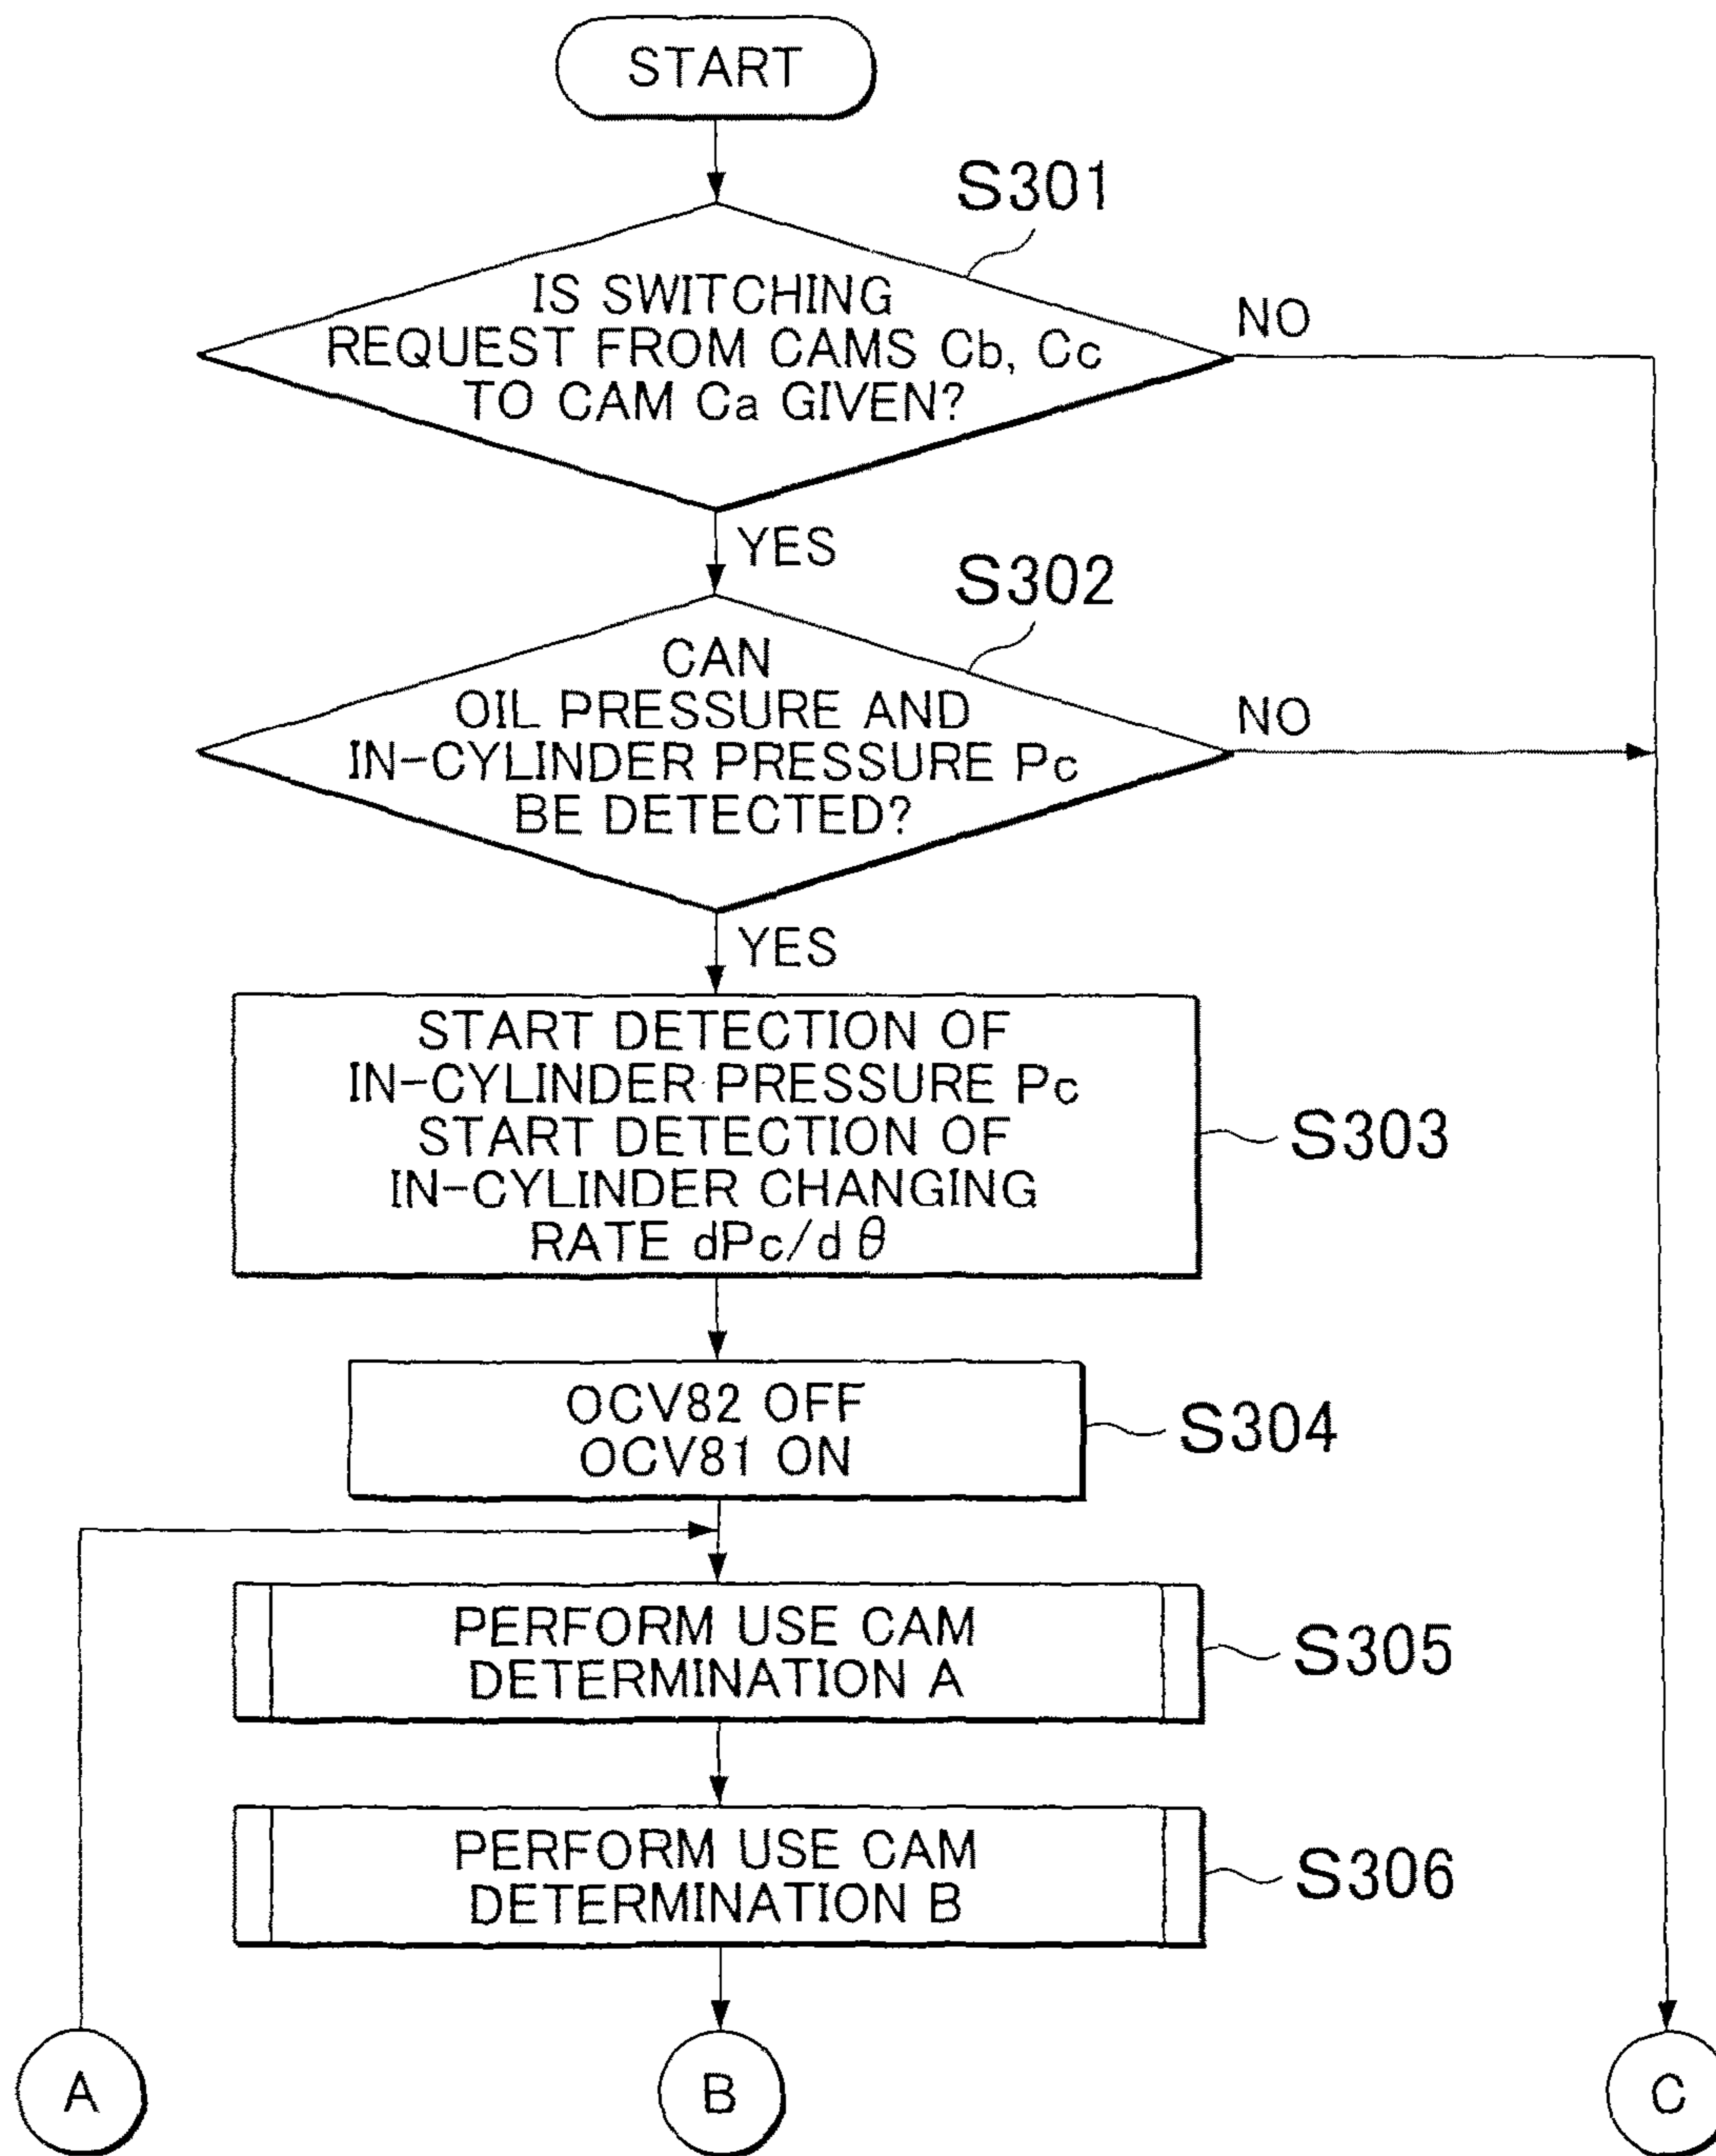 START
S301
IS SWITCHING
REQUEST FROM CAMS Cb, Cc
TO CAM Ca GIVEN?
NO
YES
S302
CAN
OIL PRESSURE AND
IN-CYLINDER PRESSURE Pc
BE DETECTED?
NO
YES
START DETECTION OF
IN-CYLINDER PRESSURE Pc
START DETECTION OF
IN-CYLINDER CHANGING
RATE dPc/dθ
S303
OCV82 OFF
OCV81 ON
S304
PERFORM USE CAM
DETERMINATION A
S305
PERFORM USE CAM
DETERMINATION B
S306
A
B
C